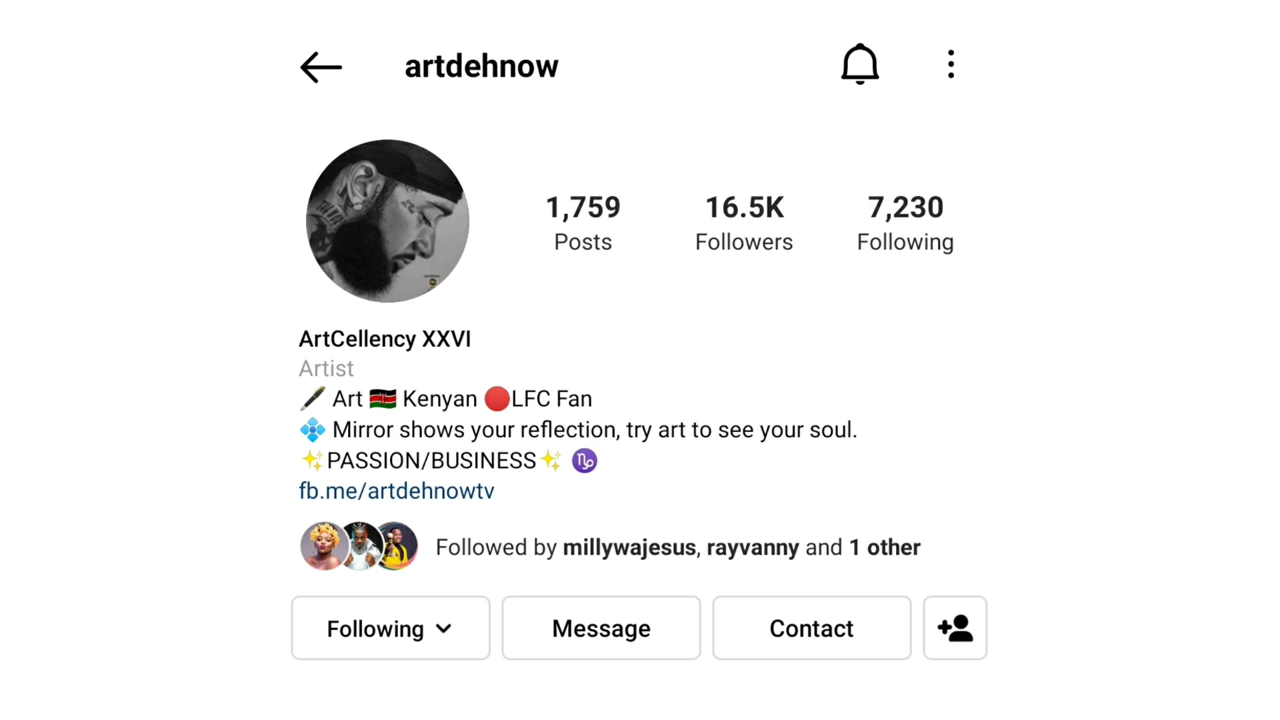 artdehnow
1,759 16.5K 7,230
Posts Followers Following
ArtCellency XXVI
Artist
🖋️ Art 🇰🇪 Kenyan 🔴LFC Fan
💠 Mirror shows your reflection, try art to see your soul.
✨PASSION/BUSINESS✨ ♑
fb.me/artdehnowtv
Followed by millywajesus, rayvanny and 1 other
Following Message Contact